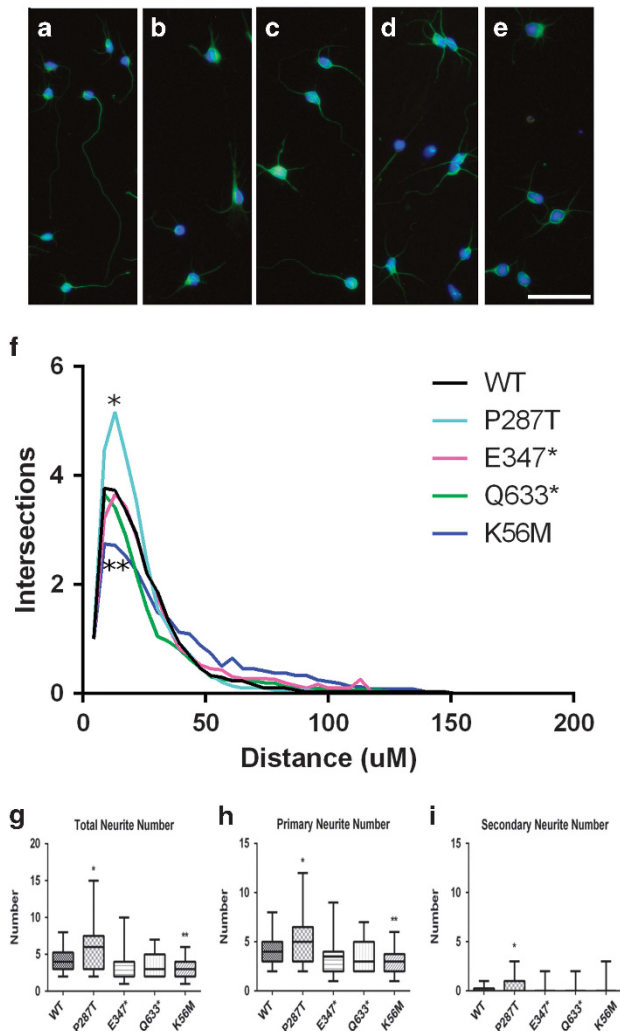 a b c d e
f
6
4
2
0
Intersections
*
**
WT
P287T
E347*
Q633*
K56M
0 50 100 150 200
Distance (uM)
g
Total Neurite Number
20
15
10
5
0
Number
*
**
WT P287T E347* Q633* K56M
h
Primary Neurite Number
15
10
5
0
Number
*
**
WT P287T E347* Q633* K56M
i
Secondary Neurite Number
15
10
5
0
Number
*
WT P287T E347* Q633* K56M